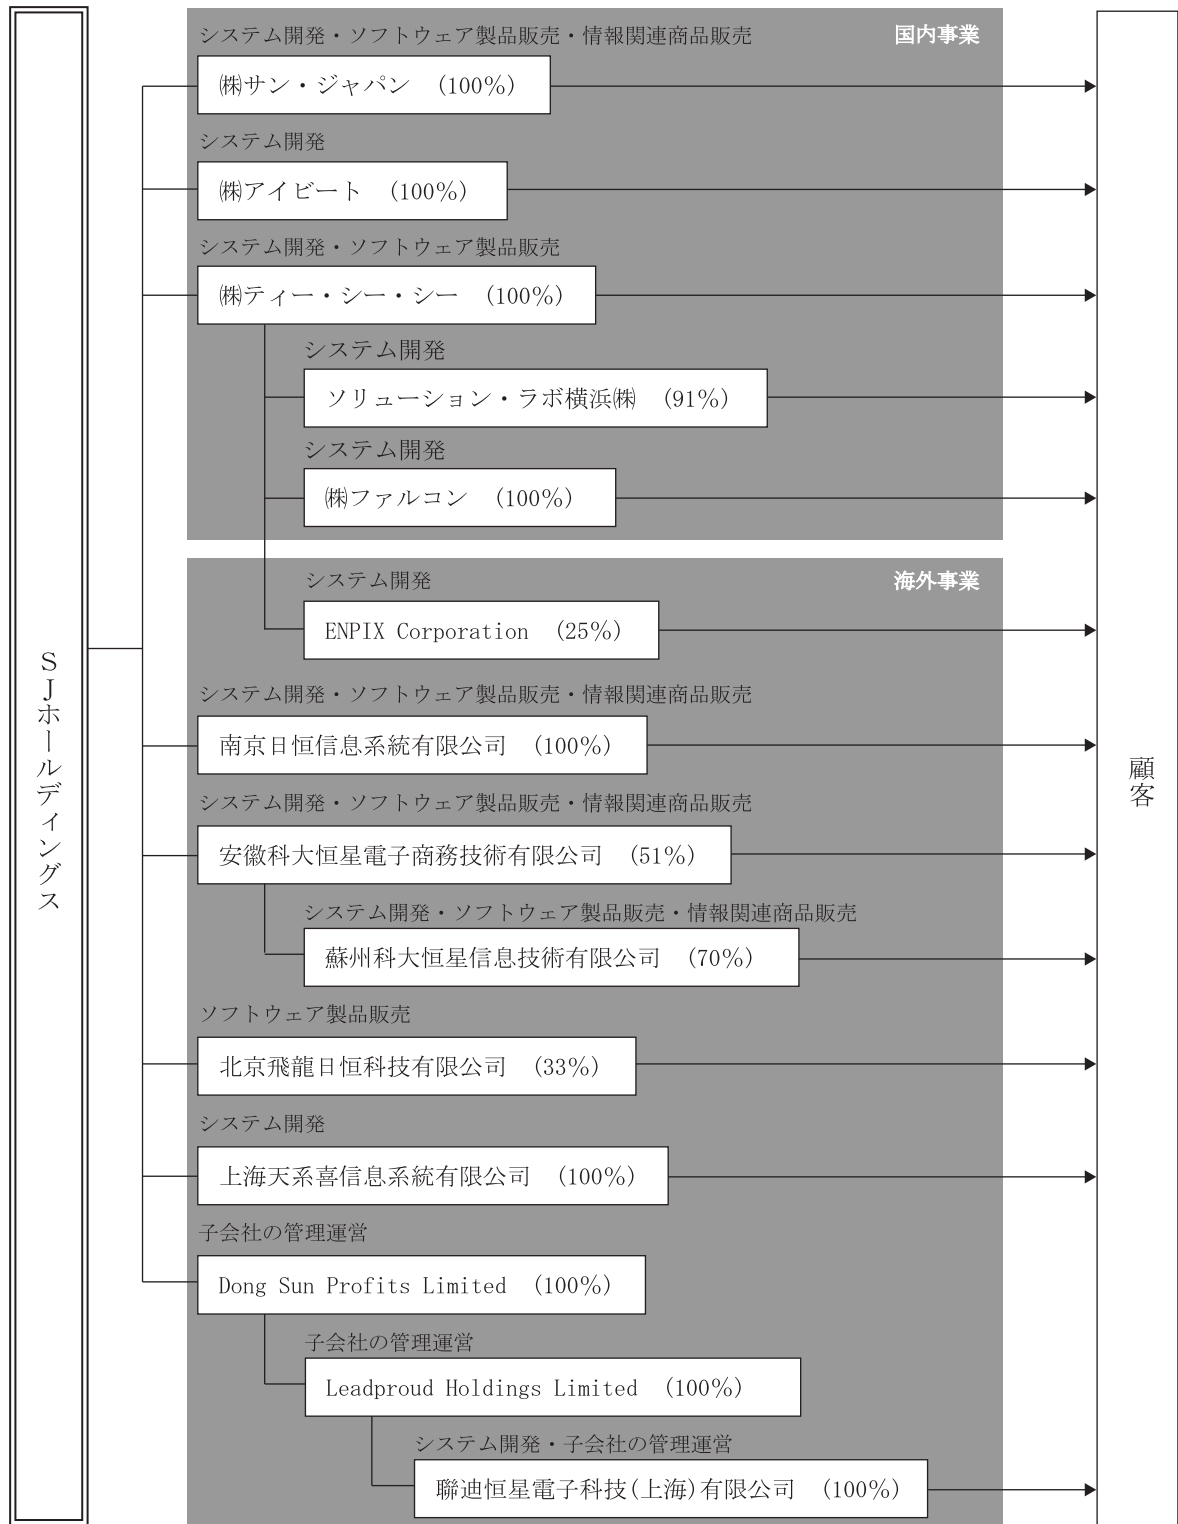 SJホールディングス
システム開発・ソフトウェア製品販売・情報関連商品販売
国内事業
㈱サン・ジャパン (100%)
システム開発
㈱アイビート (100%)
システム開発・ソフトウェア製品販売
㈱ティー・シー・シー (100%)
システム開発
ソリューション・ラボ横浜㈱ (91%)
システム開発
㈱ファルコン (100%)
システム開発
海外事業
ENPIX Corporation (25%)
システム開発・ソフトウェア製品販売・情報関連商品販売
南京日恒信息系統有限公司 (100%)
システム開発・ソフトウェア製品販売・情報関連商品販売
安徽科大恒星電子商務技術有限公司 (51%)
システム開発・ソフトウェア製品販売・情報関連商品販売
蘇州科大恒星信息技術有限公司 (70%)
ソフトウェア製品販売
北京飛龍日恒科技有限公司 (33%)
システム開発
上海天系喜信息系統有限公司 (100%)
子会社の管理運営
Dong Sun Profits Limited (100%)
子会社の管理運営
Leadproud Holdings Limited (100%)
システム開発・子会社の管理運営
聯迪恒星電子科技(上海)有限公司 (100%)
顧客